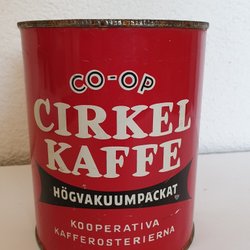 CO-OP
CIRKEL
KAFFE
HÖGVAKUUMPACKAT
KOOPERATIVA
KAFFEROSTERIERNA